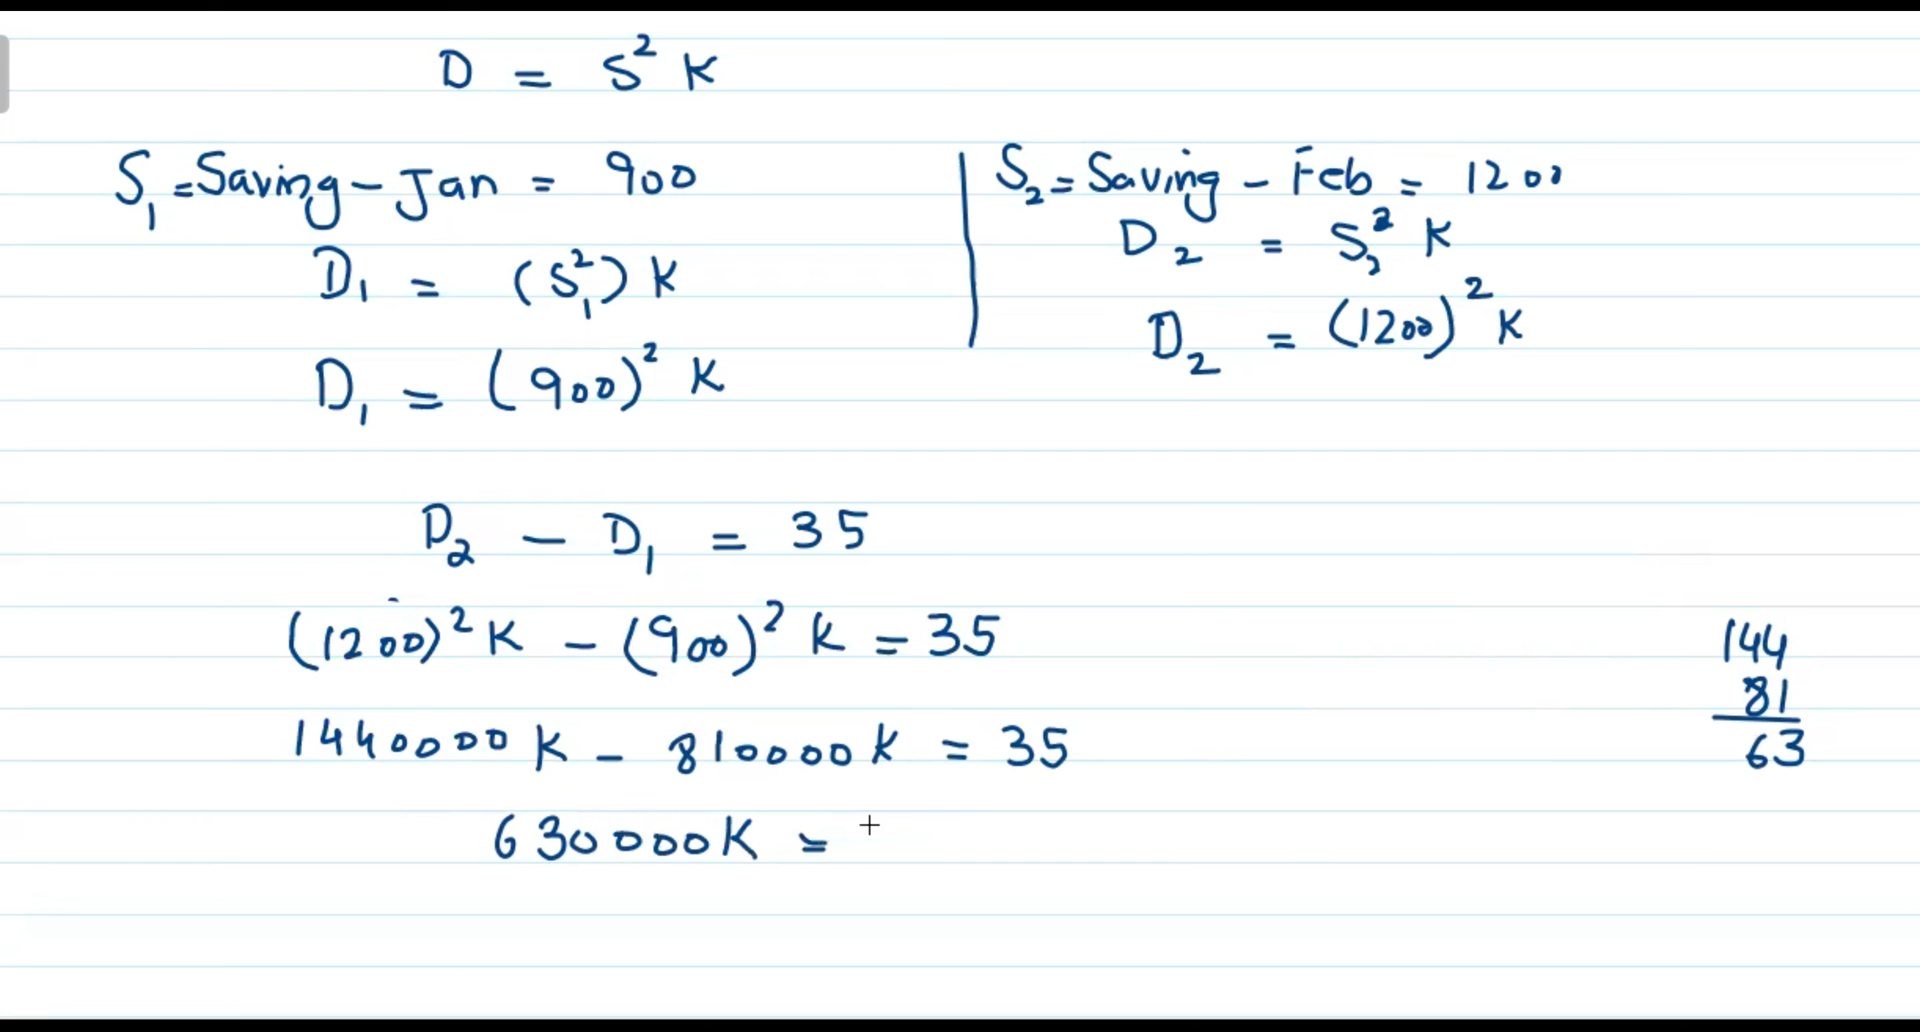 D = S² K
S₁ = Saving - Jan = 900
D₁ = (S₁²) K
D₁ = (900)² K
S₂ = Saving - Feb = 1200
D₂ = S₂² K
D₂ = (1200)² K
D₂ - D₁ = 35
(1200)² K - (900)² K = 35
1440000 K - 810000 K = 35
630000 K =
144
81
63